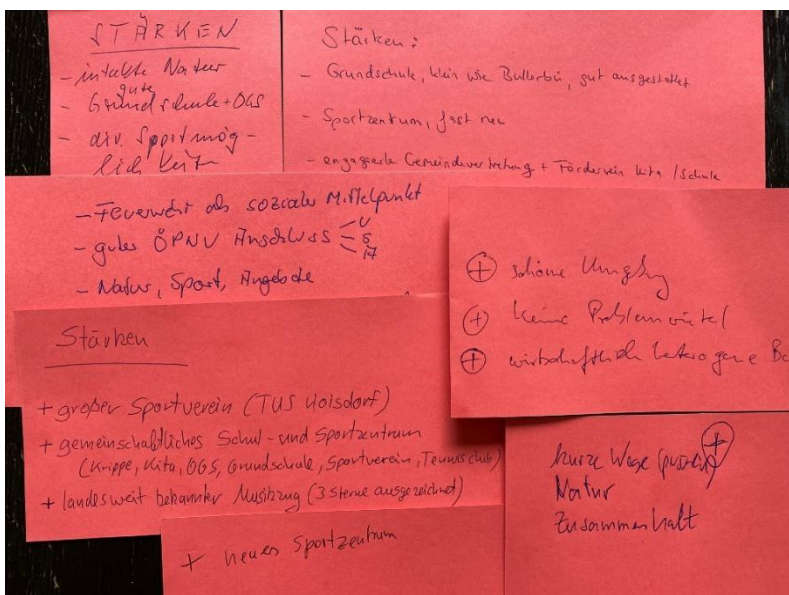 STÄRKEN
- intakte Natur
- gute Grundschule + OGS
- div. Sportmög-
lichkeit
Stärken:
- Grundschule, klein wie Bullerbü, gut ausgestattet
- Sportzentrum, fast neu
- engagierte Gemeindevertretung + Förderverein Kita / Schule
- Feuerwehr als sozialer Mittelpunkt
- guter ÖPNV Anschluss U
S
A
- Natur, Sport, Angebote
+ schöne Umgebung
+ keine Problemviertel
+ wirtschaftlich heterogene
Stärken
+ großer Sportverein (TUS Hoisdorf)
+ gemeinschaftliches Schul- und Sportzentrum
(Krippe, Kita, OGS, Grundschule, Sportverein, Tennisclub)
+ landesweit bekannter Musikzug (3 Sterne ausgezeichnet)
+ neues Sportzentrum
+
kurze Wege
Natur
Zusammenhalt